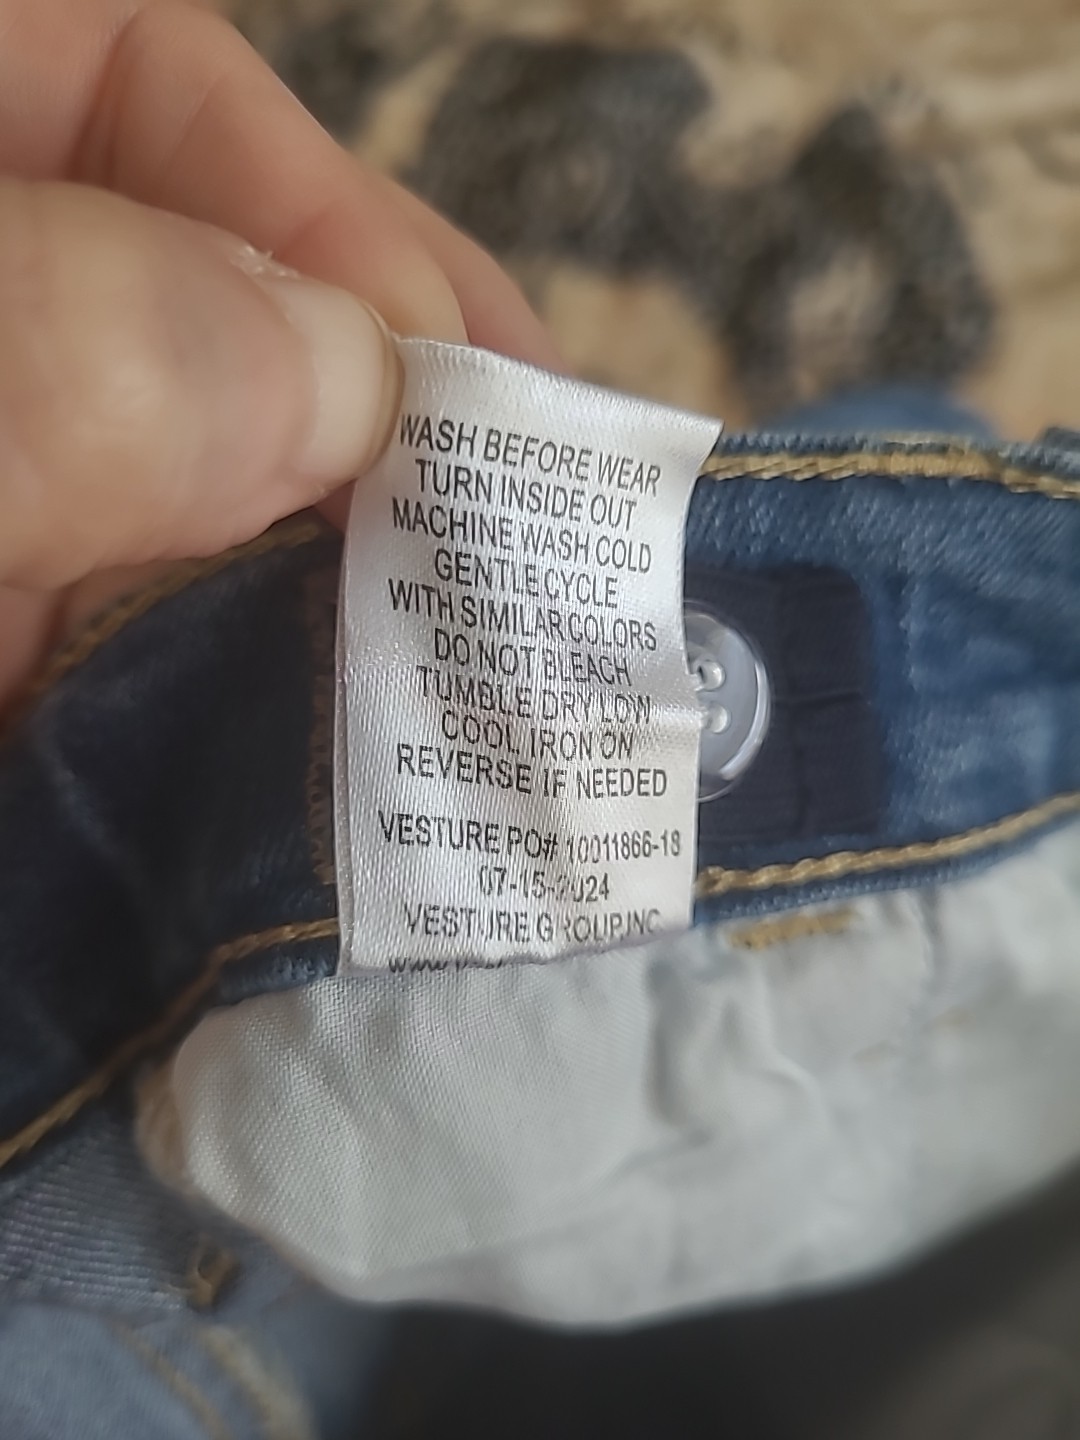 WASH BEFORE WEAR
TURN INSIDE OUT
MACHINE WASH COLD
GENTLE CYCLE
WITH SIMILAR COLORS
DO NOT BLEACH
TUMBLE DRY LOW
COOL IRON ON
REVERSE IF NEEDED
VESTURE PO# 10011866-18
07-15-2024
VESTURE GROUP,INC.